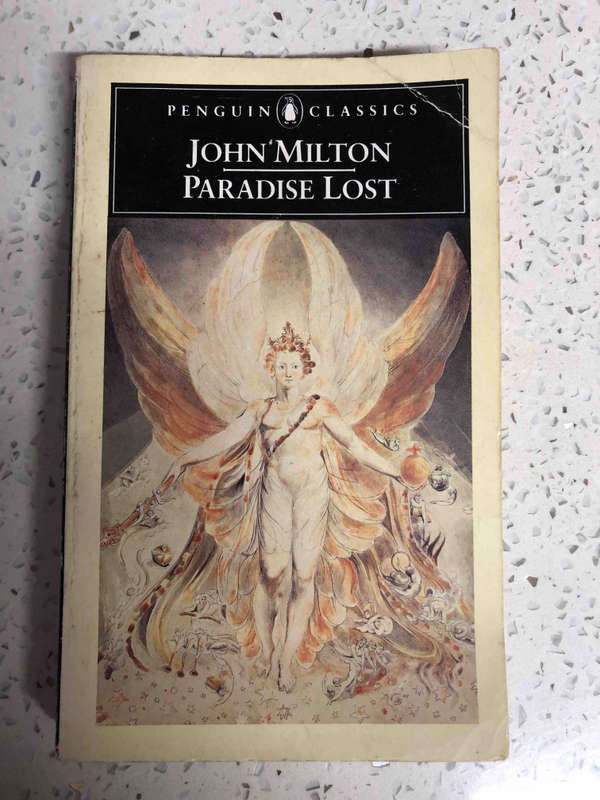 PENGUIN CLASSICS
JOHN MILTON
PARADISE LOST